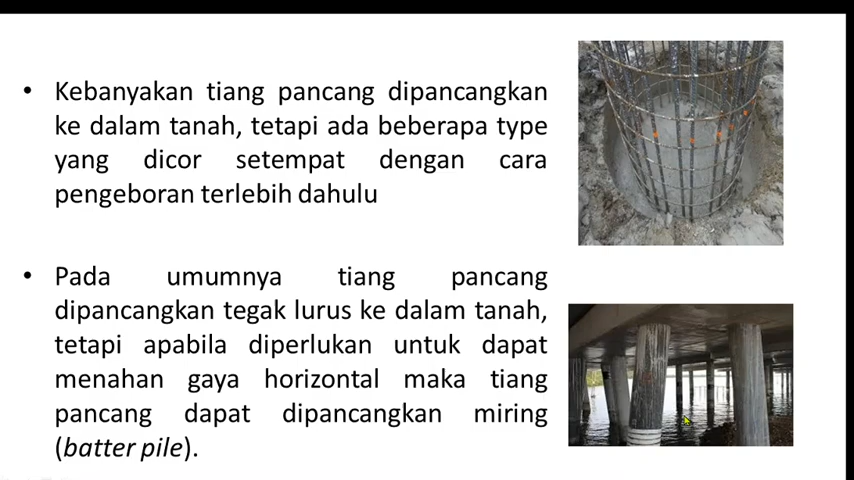 • Kebanyakan tiang pancang dipancangkan
ke dalam tanah, tetapi ada beberapa type
yang dicor setempat dengan cara
pengeboran terlebih dahulu
• Pada umumnya tiang pancang
dipancangkan tegak lurus ke dalam tanah,
tetapi apabila diperlukan untuk dapat
menahan gaya horizontal maka tiang
pancang dapat dipancangkan miring
(batter pile).